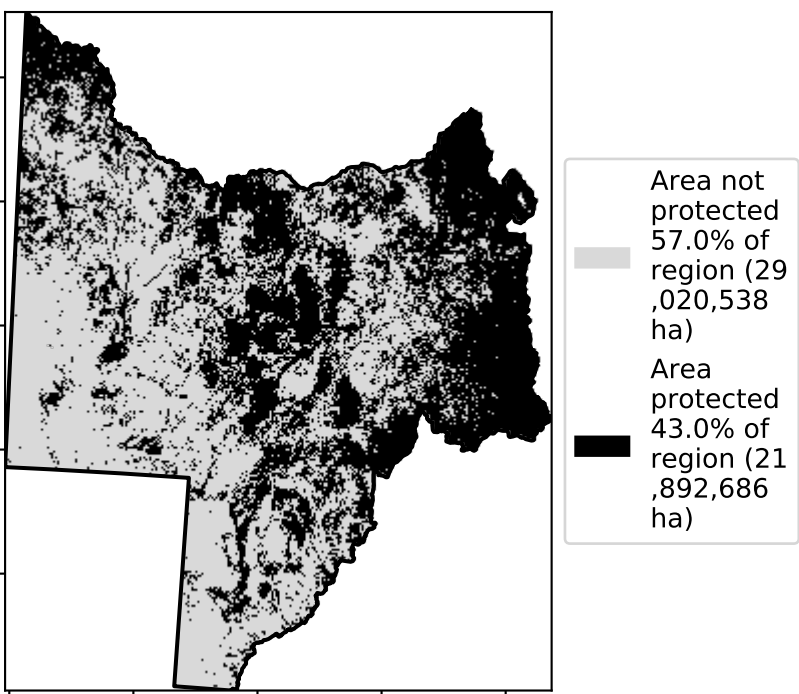 Area not
protected
57.0% of
region (29
,020,538
ha)
Area
protected
43.0% of
region (21
,892,686
ha)